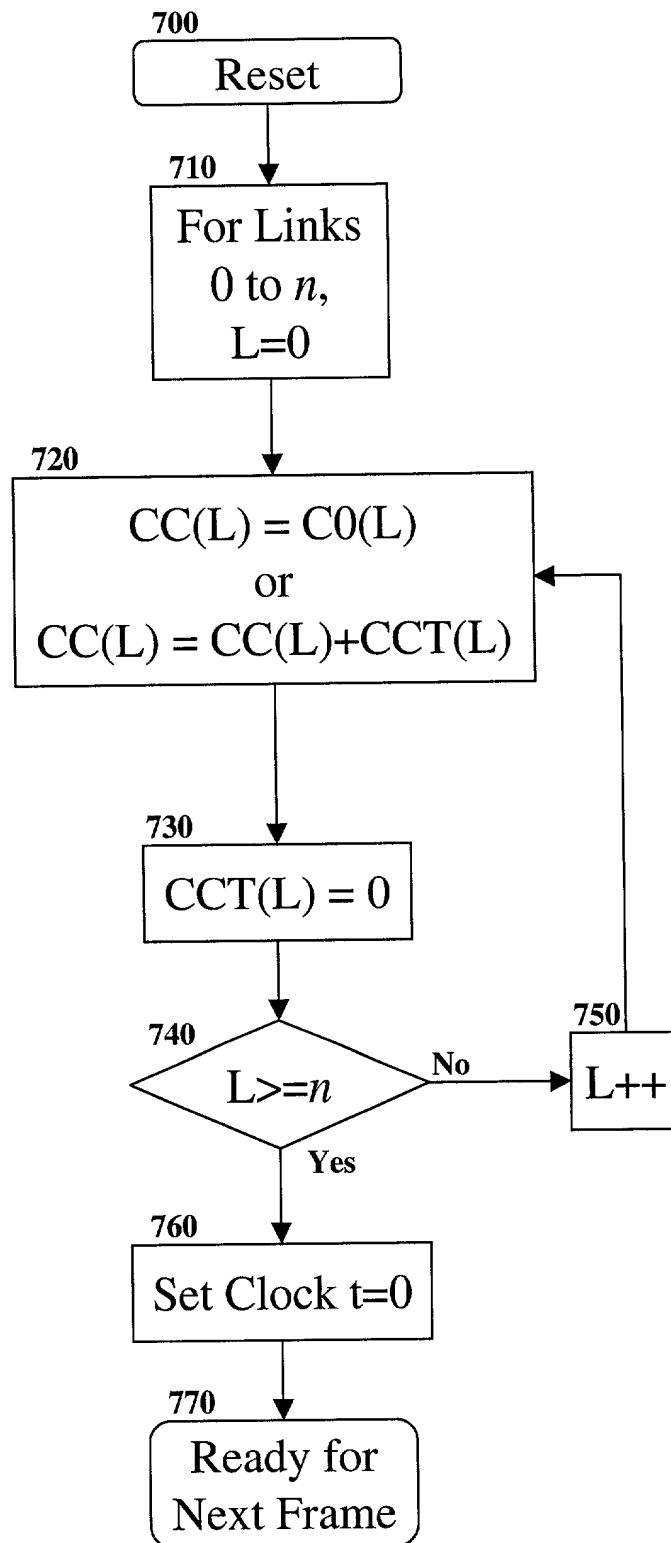 700
Reset
710
For Links
0 to n,
L=0
720
CC(L) = C0(L)
or
CC(L) = CC(L)+CCT(L)
730
CCT(L) = 0
740
L>=n
No
750
L++
Yes
760
Set Clock t=0
770
Ready for
Next Frame